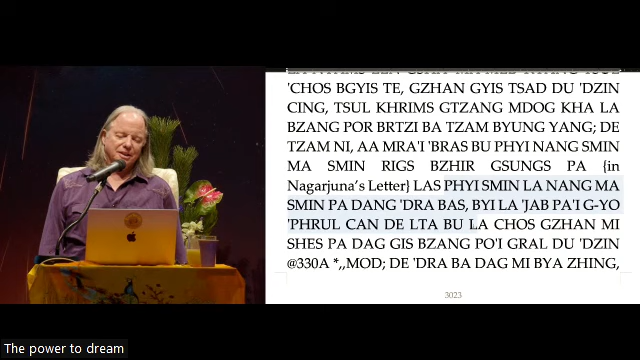 'CHOS BGYIS TE, GZHAN GYIS TSAD DU 'DZIN
CING, TSUL KHRIMS GTZANG MDOG KHA LA
BZANG POR BRTZI BA TZAM BYUNG YANG; DE
TZAM NI, AA MRA'I 'BRAS BU PHYI NANG SMIN
MA SMIN RIGS BZHIR GSUNGS PA {in
Nagarjuna's Letter} LAS PHYI SMIN LA NANG MA
SMIN PA DANG 'DRA BAS, BYI LA 'JAB PA'I G-YO
'PHRUL CAN DE LTA BU LA CHOS GZHAN MI
SHES PA DAG GIS BZANG PO'I GRAL DU 'DZIN
@330A *,,MOD; DE 'DRA BA DAG MI BYA ZHING,
3023
The power to dream